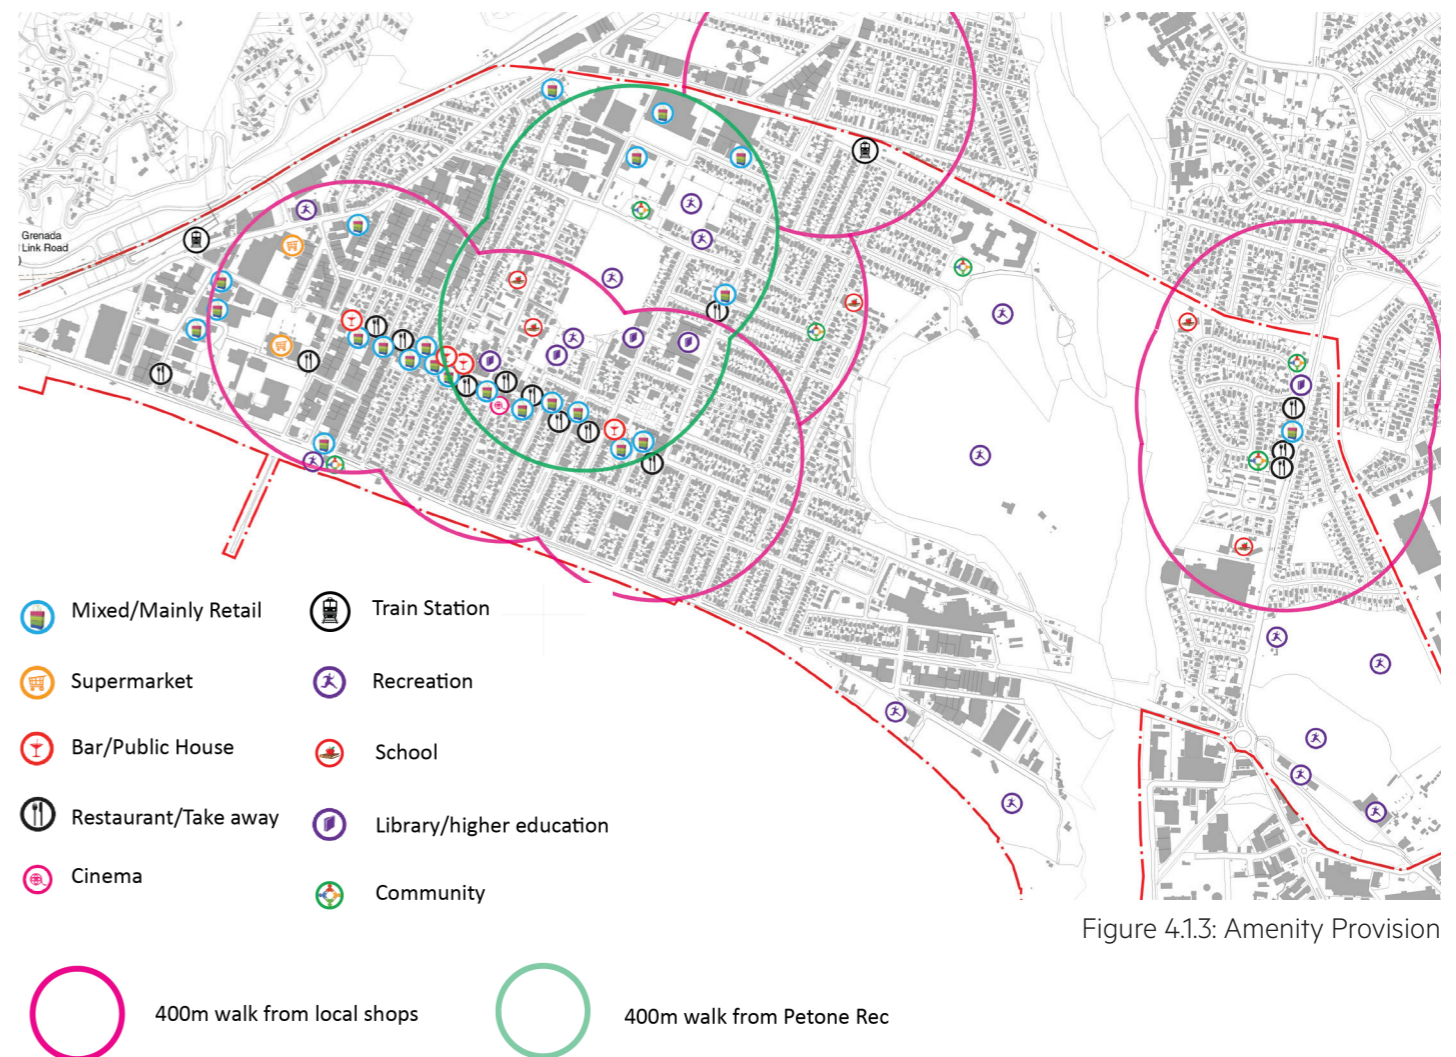 Grenada
Link Road
)
Mixed/Mainly Retail
Train Station
Supermarket
Recreation
Bar/Public House
School
Restaurant/Take away
Library/higher education
Cinema
Community
Figure 4.1.3: Amenity Provision
400m walk from local shops
400m walk from Petone Rec